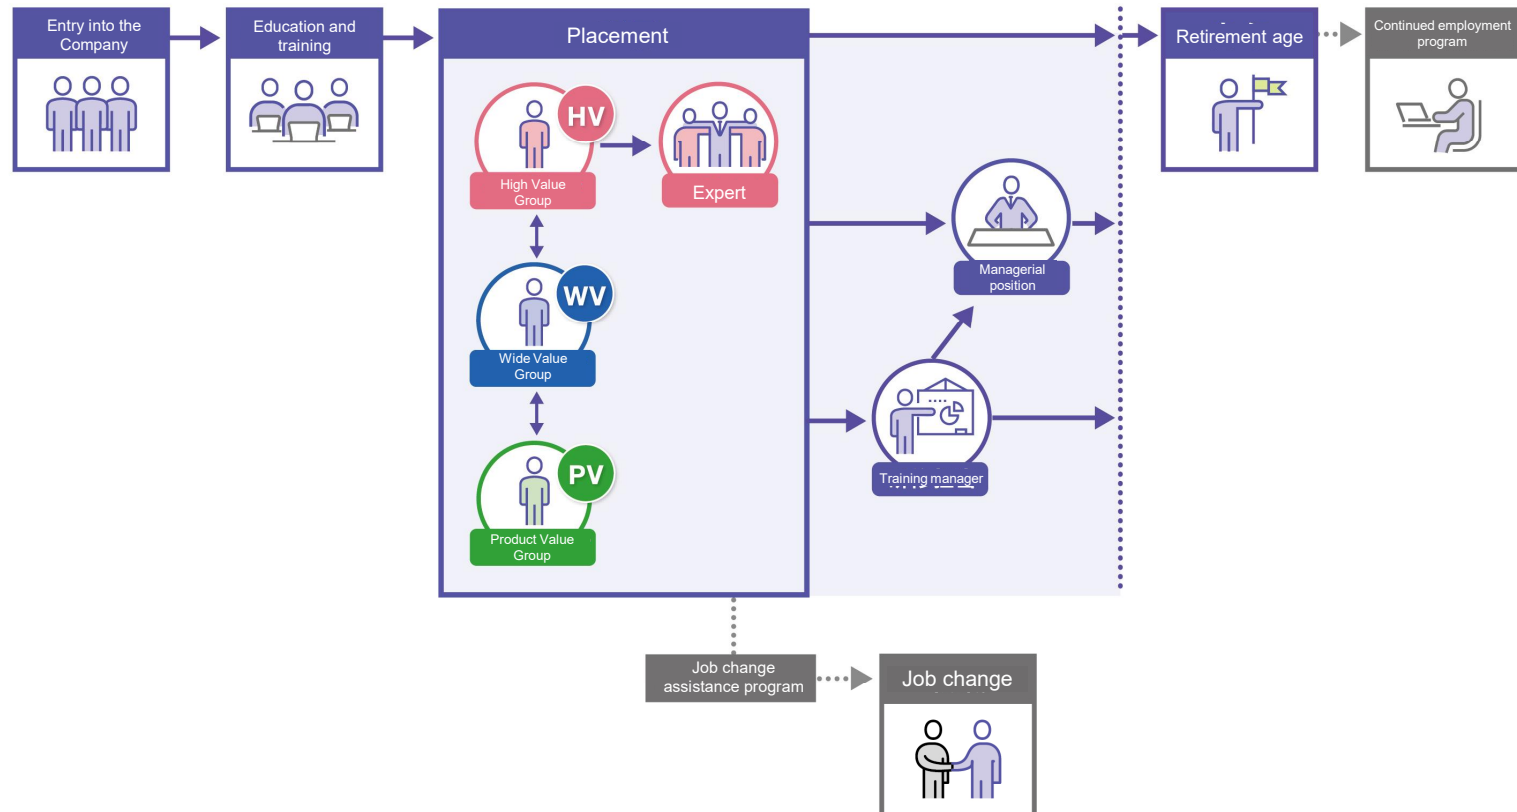 Entry into the
Company
Education and
training
Placement
Retirement age
Continued employment
program
HV
High Value
Group
Expert
WV
Wide Value
Group
PV
Product Value
Group
Managerial
position
Training manager
Job change
assistance program
Job change